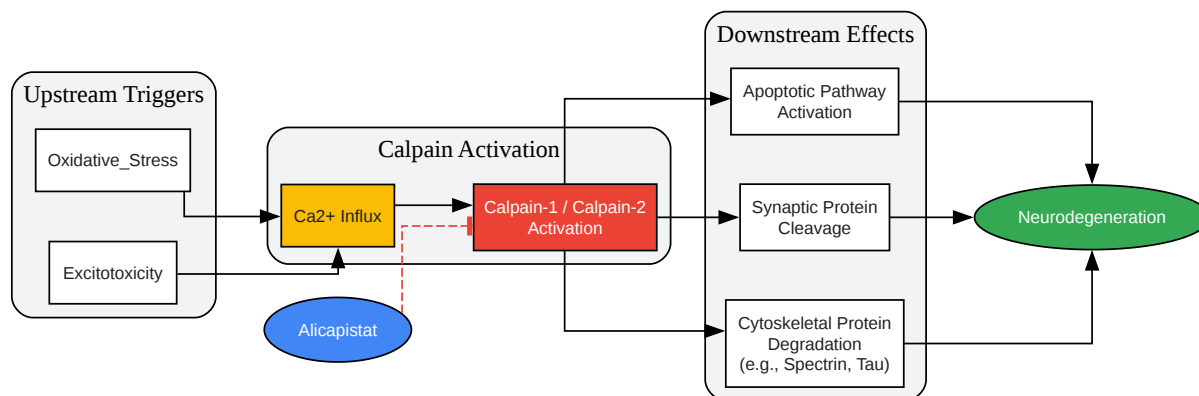 Upstream Triggers
Oxidative_Stress
Excitotoxicity
Calpain Activation
Ca2+ Influx
Calpain-1 / Calpain-2
Activation
Alicapistat
Downstream Effects
Apoptotic Pathway
Activation
Synaptic Protein
Cleavage
Cytoskeletal Protein
Degradation
(e.g., Spectrin, Tau)
Neurodegeneration